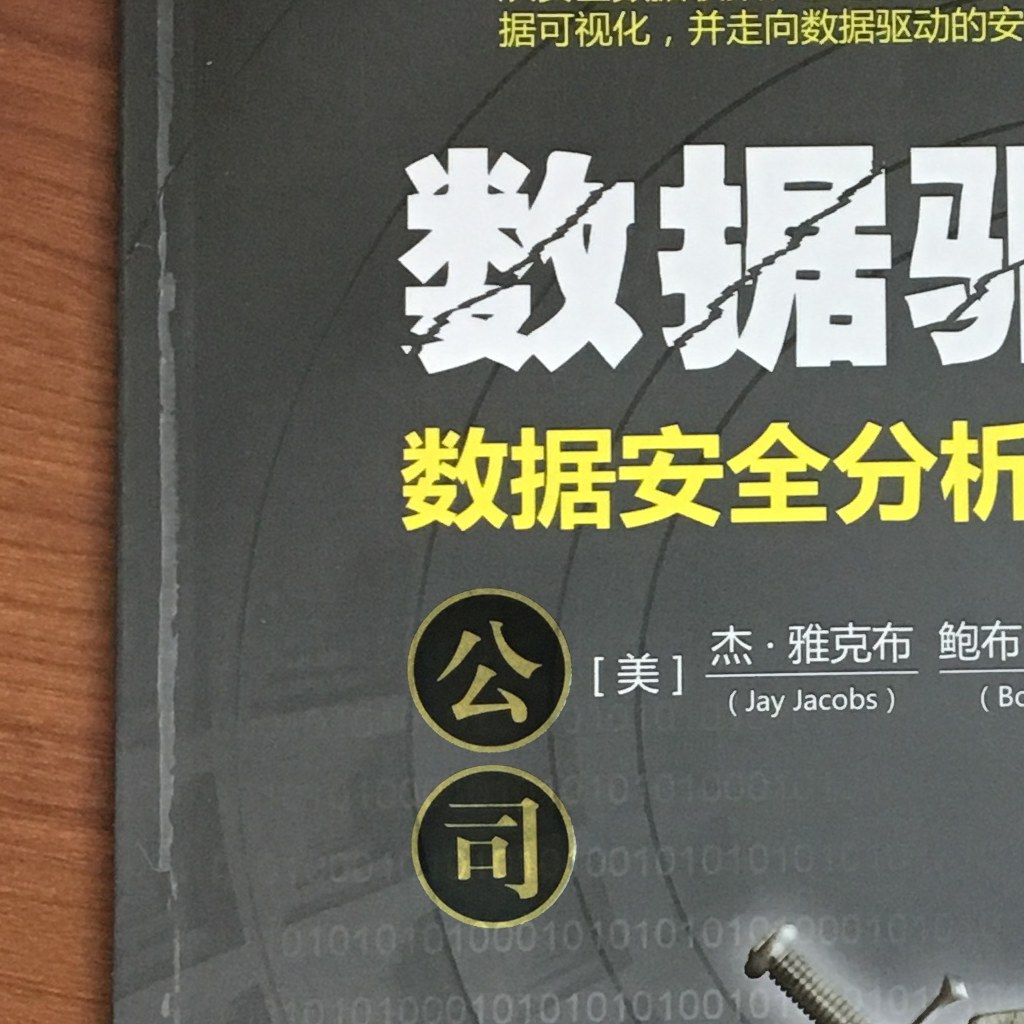 据可视化，并走向数据驱动的安
数据
数据安全分析
公司
[美] 杰·雅克布 鲍布
(Jay Jacobs) (Bo